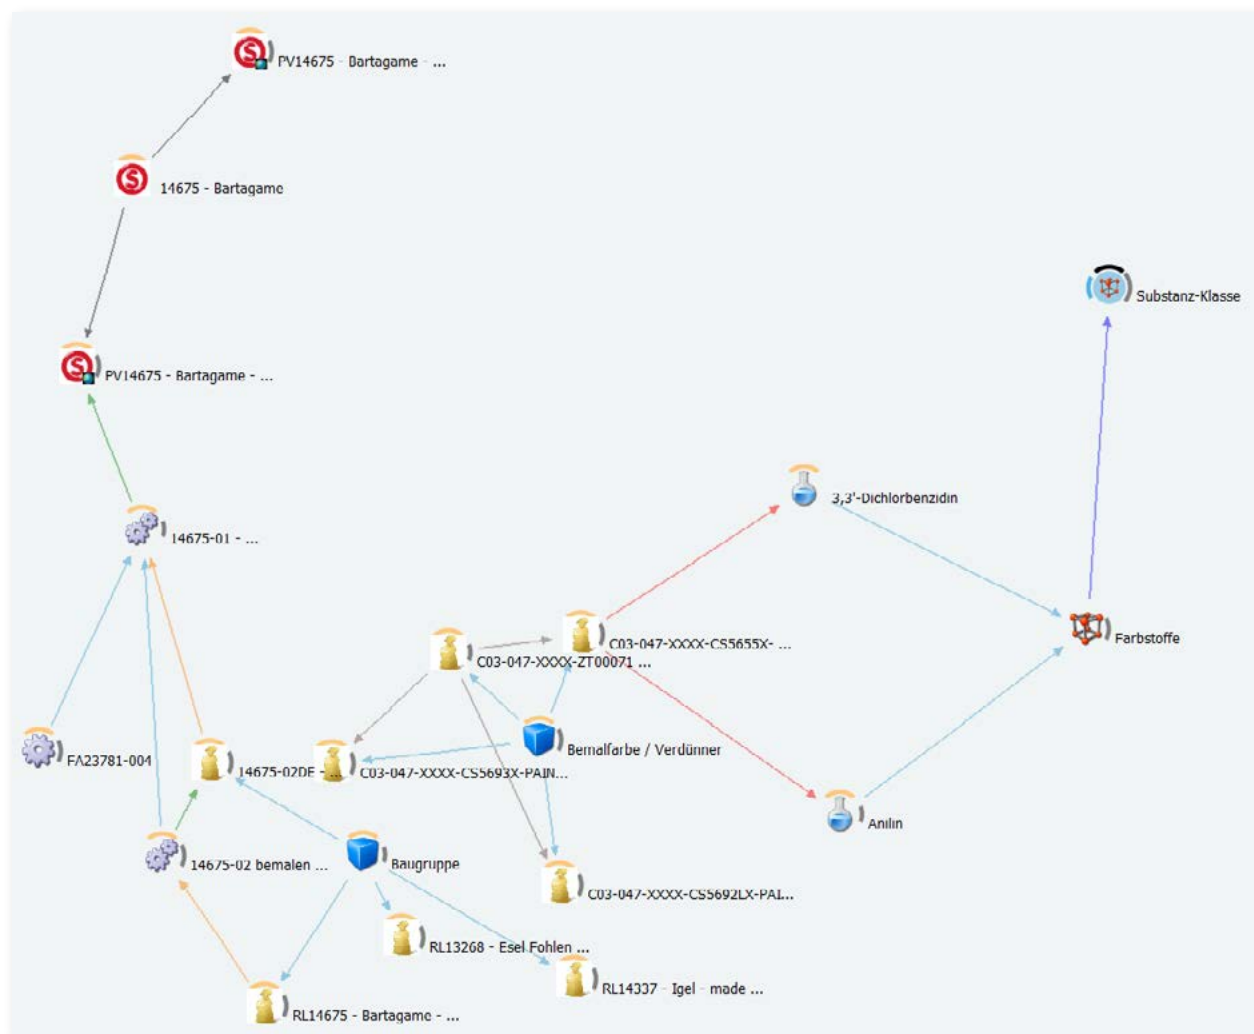 PV14675 - Bartagame - ...
14675 - Bartagame
Substanz-Klasse
PV14675 - Bartagame - ...
3,3'-Dichlorbenzidin
14675-01 - ...
Farbstoffe
C03-047-XXXX-CS5655X- ...
C03-047-XXXX-ZT00071 ...
Bemalfarbe / Verdünner
FA23781-004
14675-02DE - ...
C03-047-XXXX-CS5693X-PAIN...
Anilin
14675-02 bemalen ...
Baugruppe
C03-047-XXXX-CS5692LX-PAI...
RL13268 - Esel Fohlen ...
RL14337 - Igel - made ...
RL14675 - Bartagame - ...